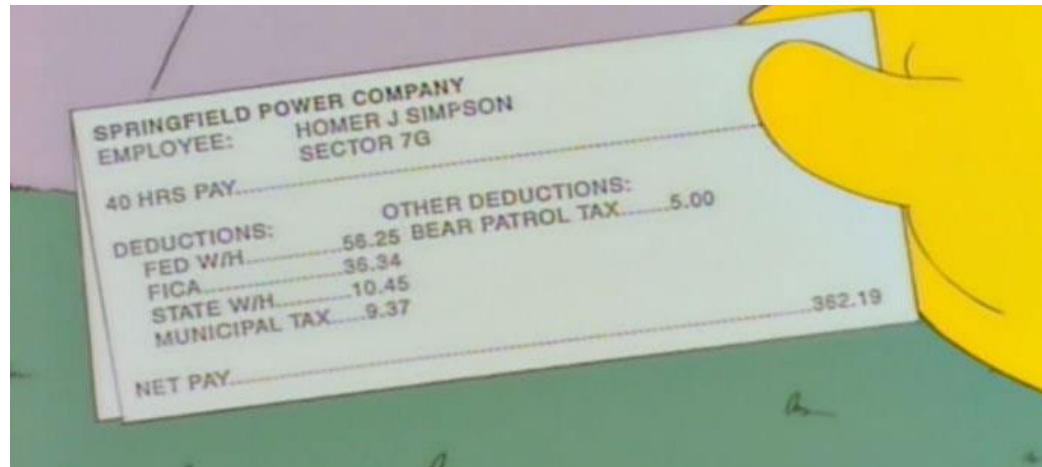 SPRINGFIELD POWER COMPANY
EMPLOYEE: HOMER J SIMPSON
SECTOR 7G
40 HRS PAY........................
DEDUCTIONS: OTHER DEDUCTIONS:
FED W/H............56.25 BEAR PATROL TAX........5.00
FICA..................36.34
STATE W/H...........10.45
MUNICIPAL TAX.....9.37
NET PAY........................362.19